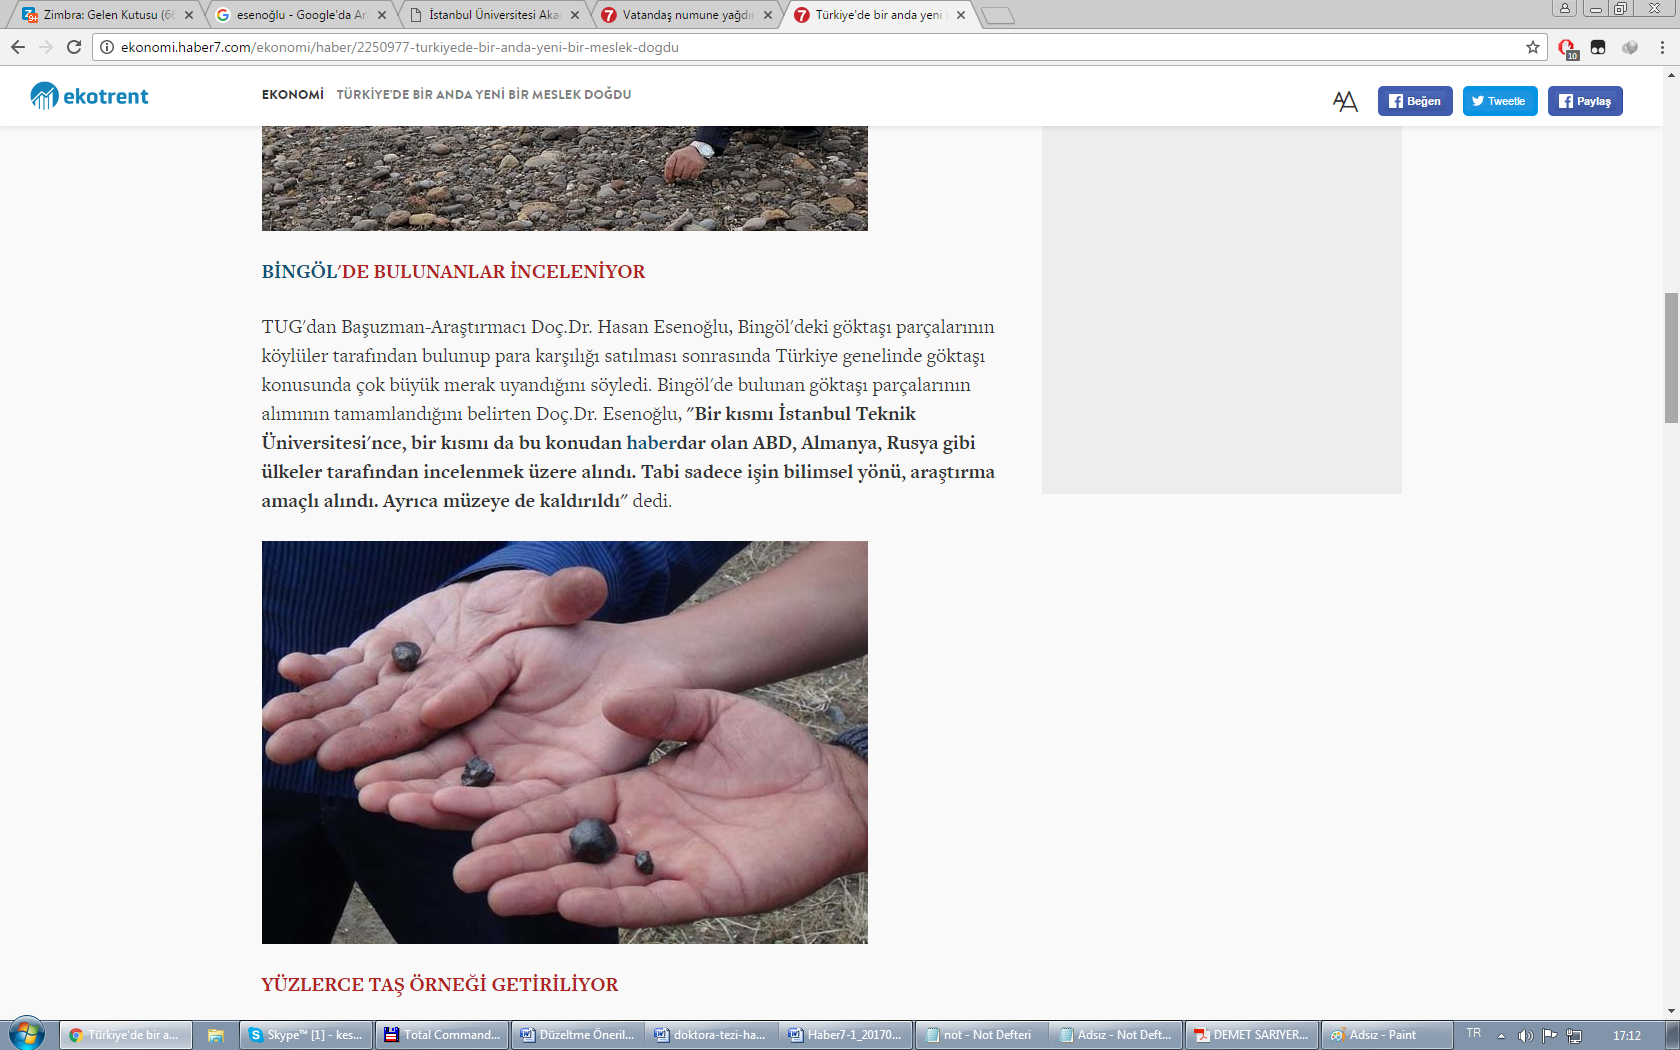 Zimbra: Gelen Kutusu (66
esenoğlu - Google'da Ara
İstanbul Üniversitesi Aka
Vatandaş numune yağdır
Türkiye'de bir anda yeni
ekonomi.haber7.com/ekonomi/haber/2250977-turkiyede-bir-anda-yeni-bir-meslek-dogdu
10
ekotrent
EKONOMİ TÜRKİYE'DE BİR ANDA YENİ BİR MESLEK DOĞDU
AA
Beğen
Tweetle
Paylaş
BİNGÖL'DE BULUNANLAR İNCELENİYOR
TUG'dan Başuzman-Araştırmacı Doç.Dr. Hasan Esenoğlu, Bingöl'deki göktaşı parçalarının
köylüler tarafından bulunup para karşılığı satılması sonrasında Türkiye genelinde göktaşı
konusunda çok büyük merak uyandığını söyledi. Bingöl'de bulunan göktaşı parçalarının
alımının tamamlandığını belirten Doç.Dr. Esenoğlu, "Bir kısmı İstanbul Teknik
Üniversitesi'nce, bir kısmı da bu konudan haberdar olan ABD, Almanya, Rusya gibi
ülkeler tarafından incelenmek üzere alındı. Tabi sadece işin bilimsel yönü, araştırma
amaçlı alındı. Ayrıca müzeye de kaldırıldı" dedi.
YÜZLERCE TAŞ ÖRNEĞİ GETİRİLİYOR
Türkiye'de bir a...
Skype™ [1] - kes...
Total Command...
Düzeltme Öneril...
doktora-tezi-ha...
Haber7-1_20170...
not - Not Defteri
Adsız - Not Deft...
DEMET SARIYER...
Adsız - Paint
TR
17:12